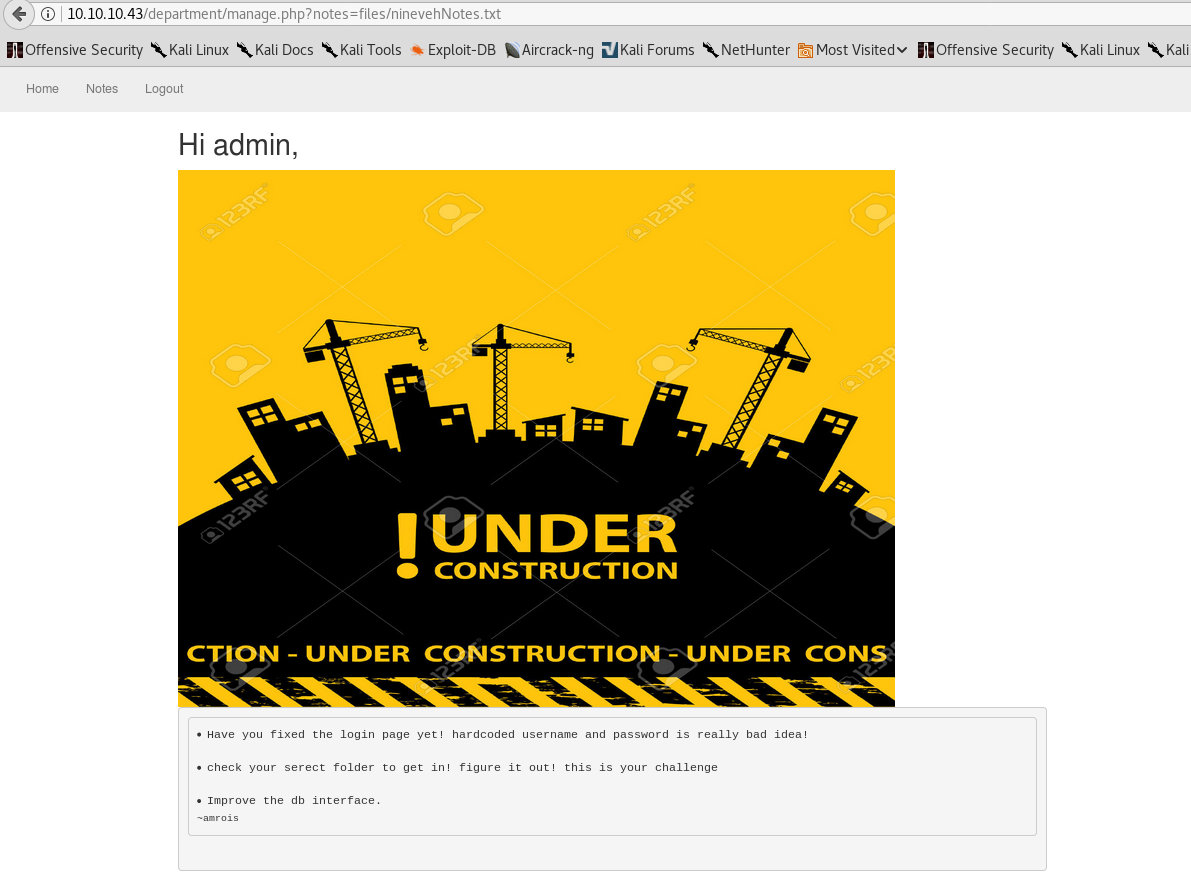 10.10.10.43/department/manage.php?notes=files/ninevehNotes.txt
Offensive Security Kali Linux Kali Docs Kali Tools Exploit-DB Aircrack-ng Kali Forums NetHunter Most Visited Offensive Security Kali Linux Kali
Home Notes Logout
Hi admin,
123RF 123RF
123RF 123RF
123RF 123RF
! UNDER
CONSTRUCTION
CTION - UNDER CONSTRUCTION - UNDER CONS
123RF 123RF
• Have you fixed the login page yet! hardcoded username and password is really bad idea!
• check your serect folder to get in! figure it out! this is your challenge
• Improve the db interface.
~amrois